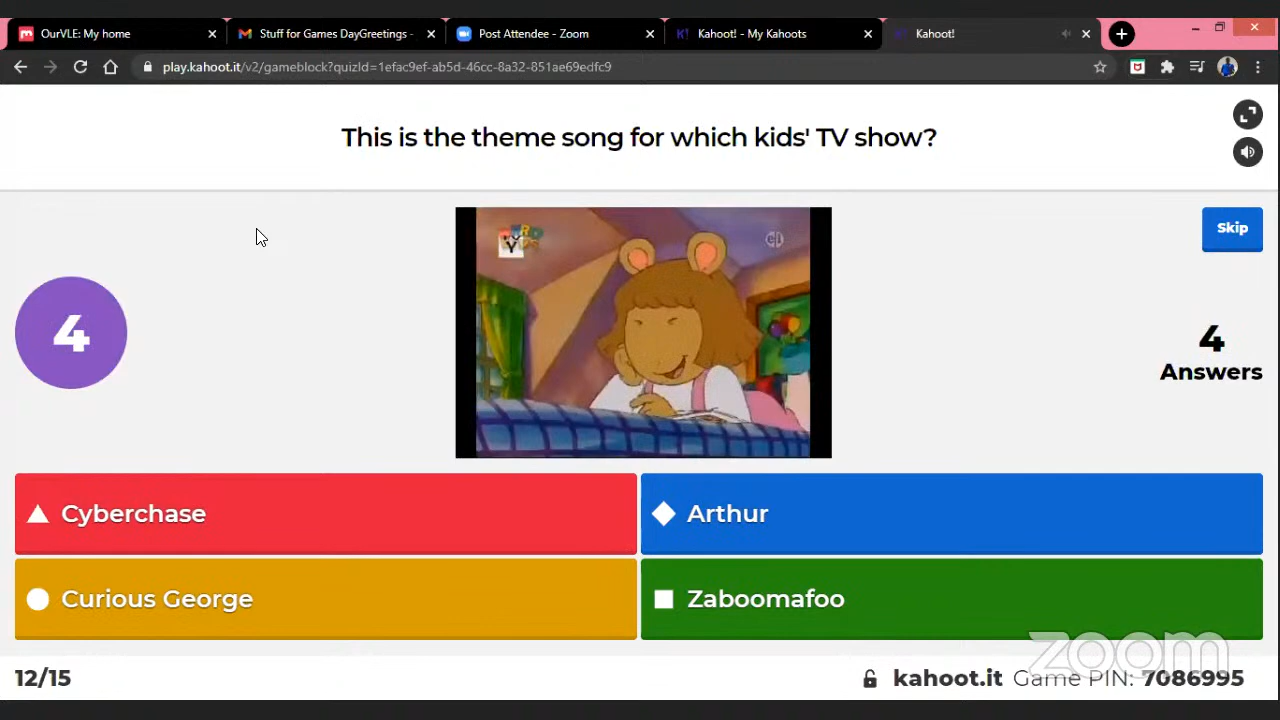 OurVLE: My home
Stuff for Games DayGreetings -
Post Attendee - Zoom
Kahoot! - My Kahoots
Kahoot!
play.kahoot.it/v2/gameblock?quizId=1efac9ef-ab5d-46cc-8a32-851ae69edfc9
This is the theme song for which kids' TV show?
Skip
Y
4
4
Answers
Cyberchase
Arthur
Curious George
Zaboomafoo
zoom
12/15
kahoot.it Game PIN: 7086995